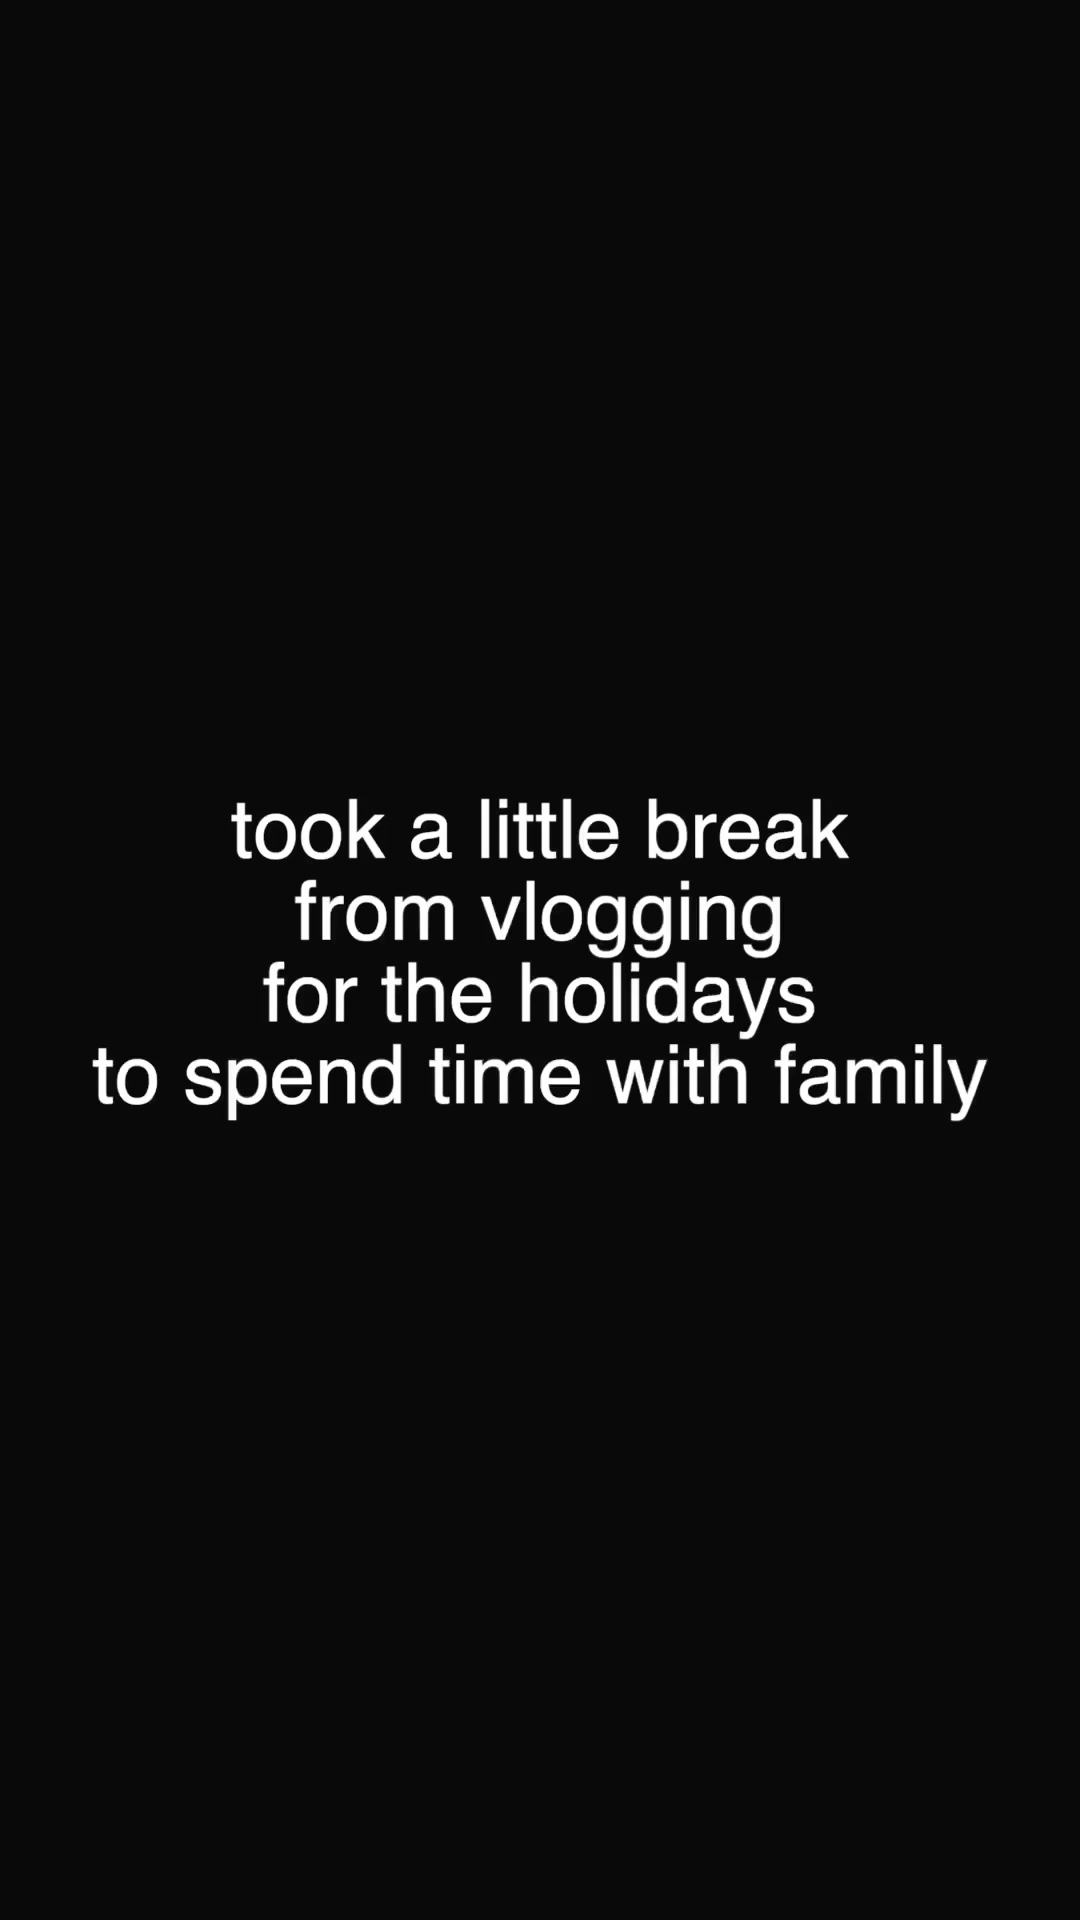 took a little break
from vlogging
for the holidays
to spend time with family